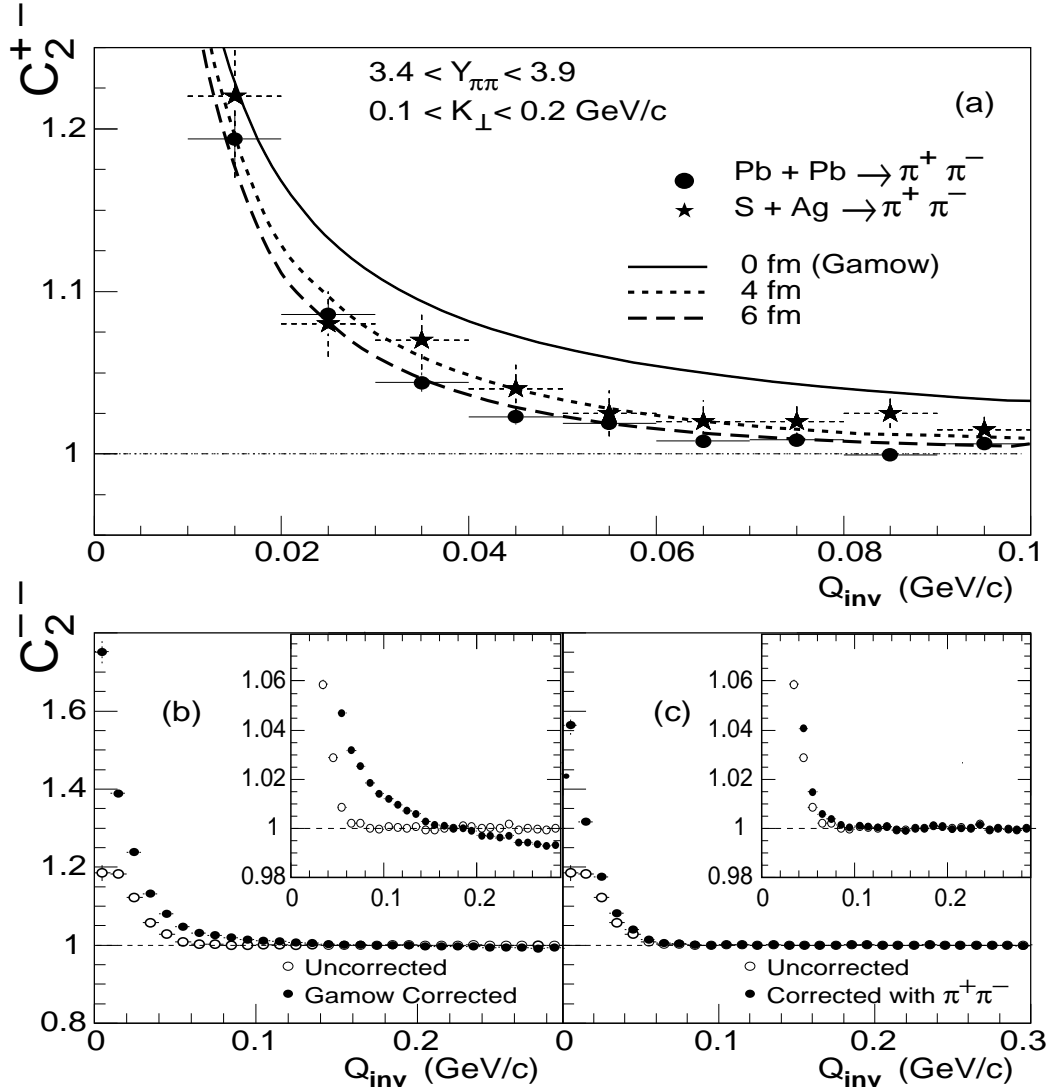 C₂⁺⁻
1.2
1.1
1
3.4 < Y_ππ < 3.9
0.1 < K_⊥ < 0.2 GeV/c
(a)
Pb + Pb → π⁺ π⁻
S + Ag → π⁺ π⁻
0 fm (Gamow)
4 fm
6 fm
0 0.02 0.04 0.06 0.08 0.1
Q_inv (GeV/c)
C₂⁻⁻
1.6
1.4
1.2
1
0.8
(b)
1.06
1.04
1.02
1
0.98
0 0.1 0.2
Uncorrected
Gamow Corrected
0 0.1 0.2
Q_inv (GeV/c)
(c)
1.06
1.04
1.02
1
0.98
0 0.1 0.2
Uncorrected
Corrected with π⁺π⁻
0 0.1 0.2 0.3
Q_inv (GeV/c)